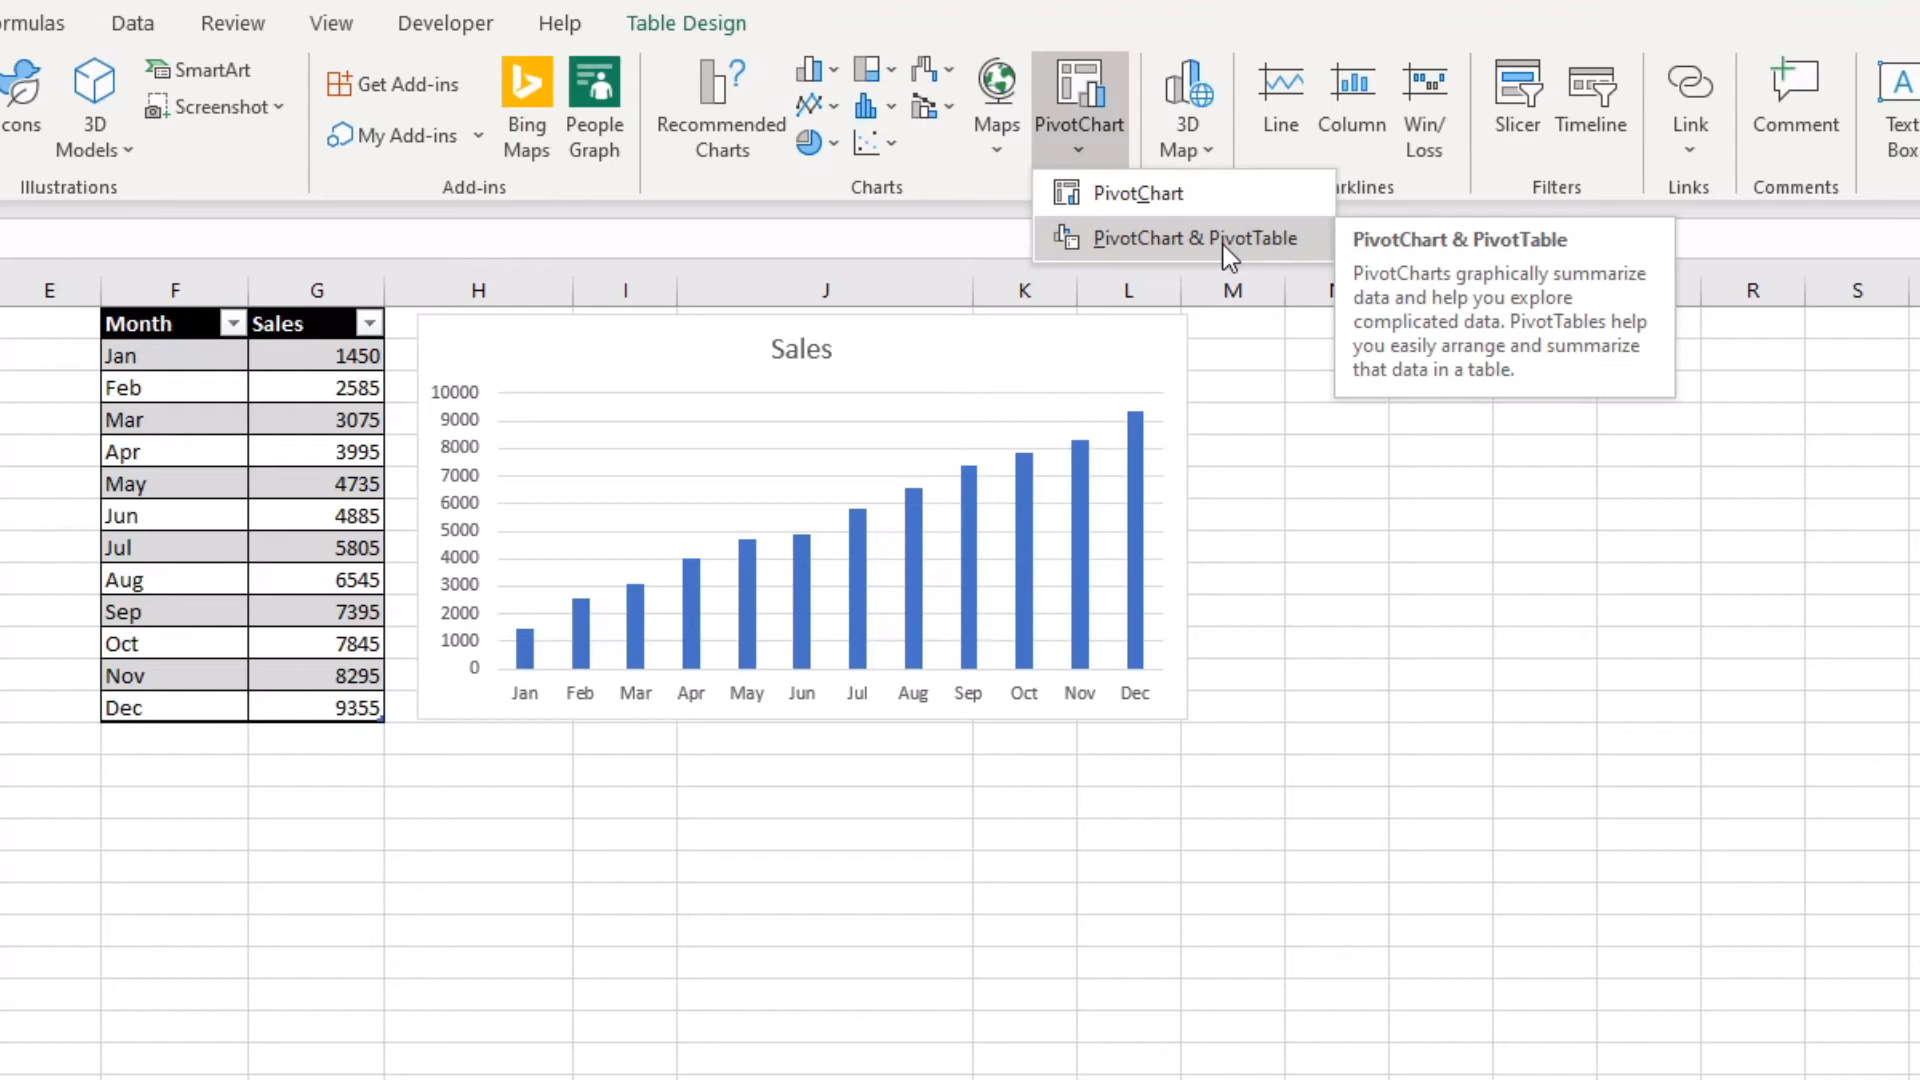 ormulas
Data
Review
View
Developer
Help
Table Design
cons
3D
Models
SmartArt
Screenshot
Illustrations
Get Add-ins
My Add-ins
Bing
Maps
People
Graph
Add-ins
Recommended
Charts
Maps
PivotChart
Charts
3D
Map
Line
Column
Win/
Loss
rklines
Slicer
Timeline
Filters
Link
Links
Comment
Comments
A
Text
Box
PivotChart
PivotChart & PivotTable
PivotChart & PivotTable
PivotCharts graphically summarize
data and help you explore
complicated data. PivotTables help
you easily arrange and summarize
that data in a table.
E F G H I J K L M R S
Month Sales
Jan 1450
Feb 2585
Mar 3075
Apr 3995
May 4735
Jun 4885
Jul 5805
Aug 6545
Sep 7395
Oct 7845
Nov 8295
Dec 9355
Sales
10000
9000
8000
7000
6000
5000
4000
3000
2000
1000
0
Jan Feb Mar Apr May Jun Jul Aug Sep Oct Nov Dec